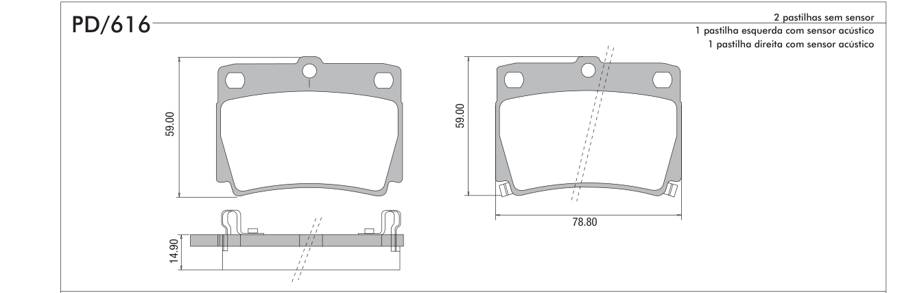 PD/616
2 pastilhas sem sensor
1 pastilha esquerda com sensor acústico
1 pastilha direita com sensor acústico
59.00
59.00
78.80
14.90